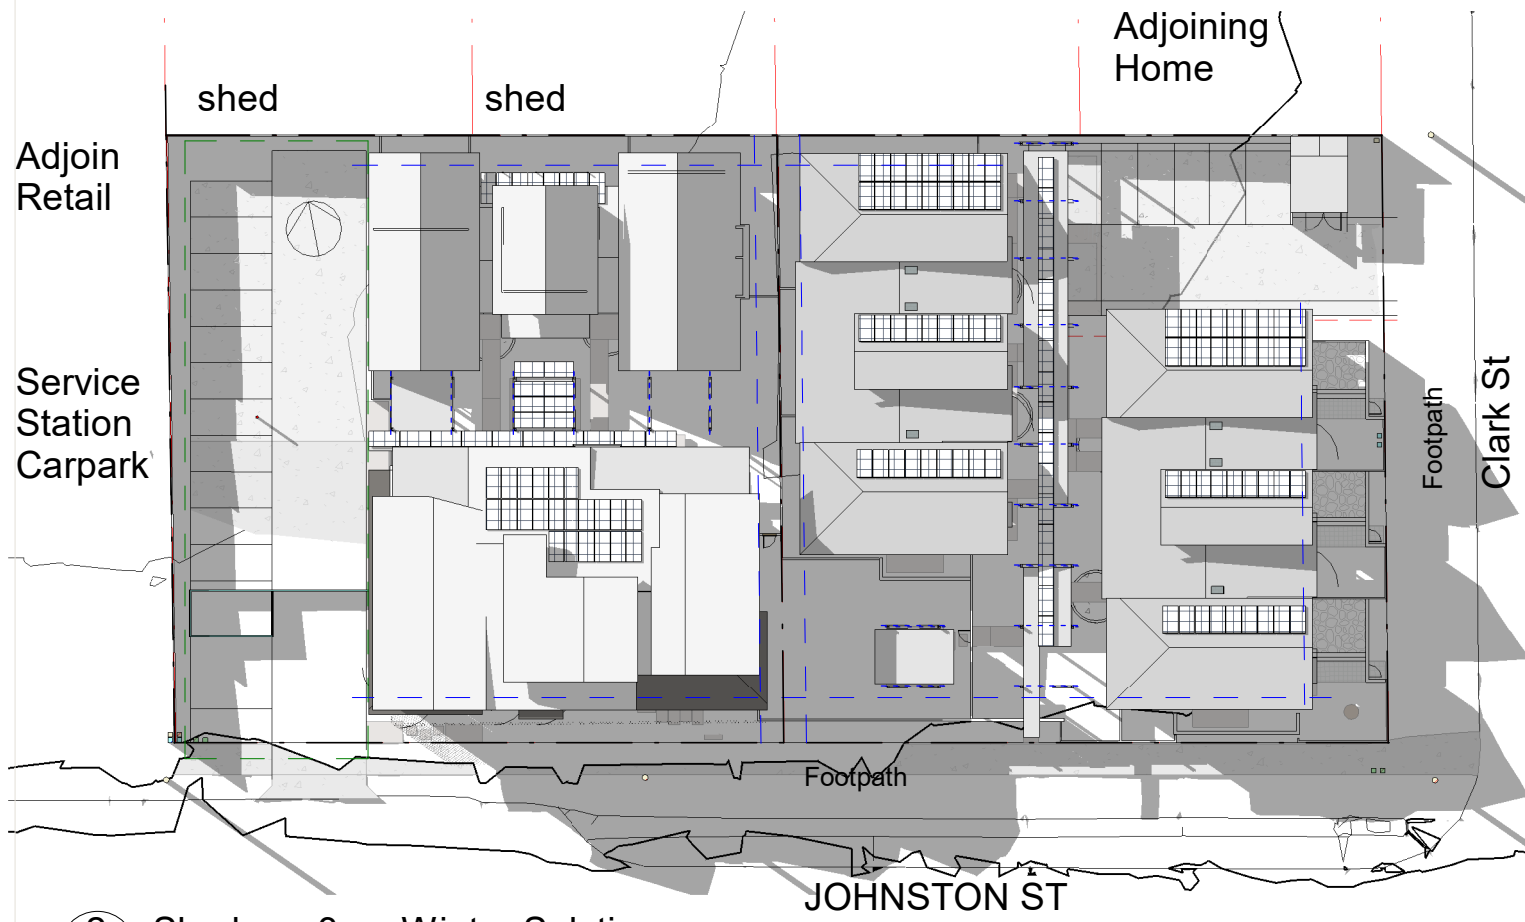 Adjoining
Home
shed
shed
Adjoin
Retail
Service
Station
Carpark
Footpath
Clark St
Footpath
JOHNSTON ST